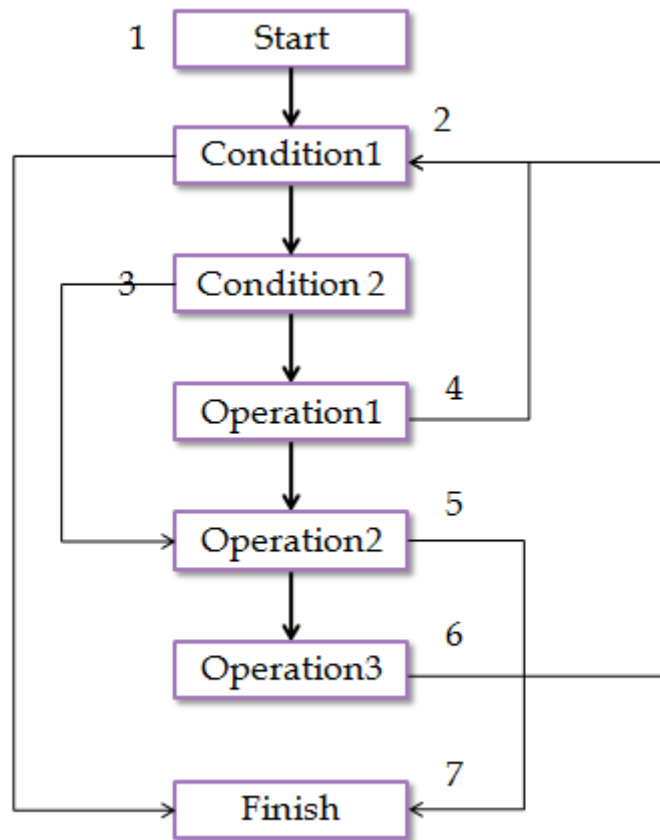 1 Start
2
Condition1
3 Condition 2
4
Operation1
5
Operation2
6
Operation3
7
Finish